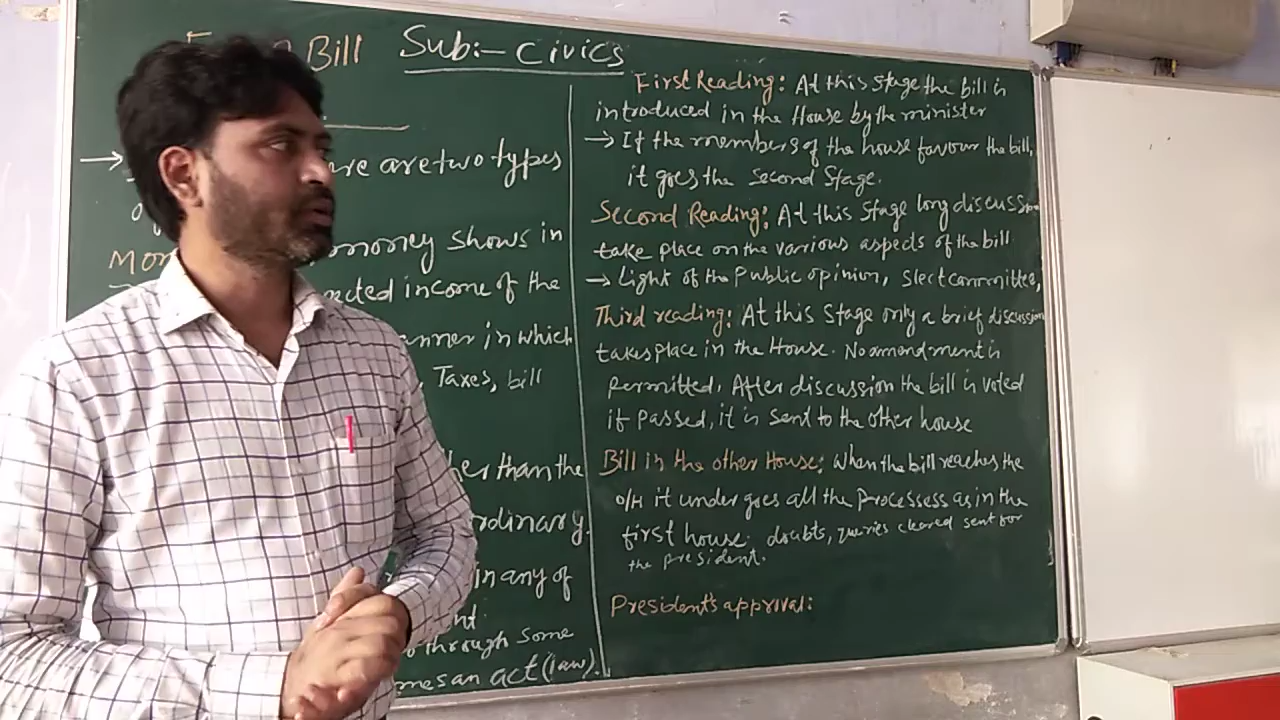 Bill Sub:- Civics
→ are two types
money shows in
income of the
in which
Taxes, bill
than the
in any of
through some
an act (law).
First Reading: At this stage the bill is
introduced in the House by the minister
→ If the members of the house favour the bill,
it goes the Second Stage.
Second Reading: At this stage long discussion
take place on the various aspects of the bill
→ Light of the Public opinion, Slect committee,
Third reading: At this stage only a brief discussion
takes place in the House. No amendment is
permitted. After discussion the bill is voted
if passed, it is sent to the other house
Bill in the other House: When the bill reaches the
O/H it under goes all the processess as in the
first house. doubts, queries cleared sent for
the president.
President's approval: